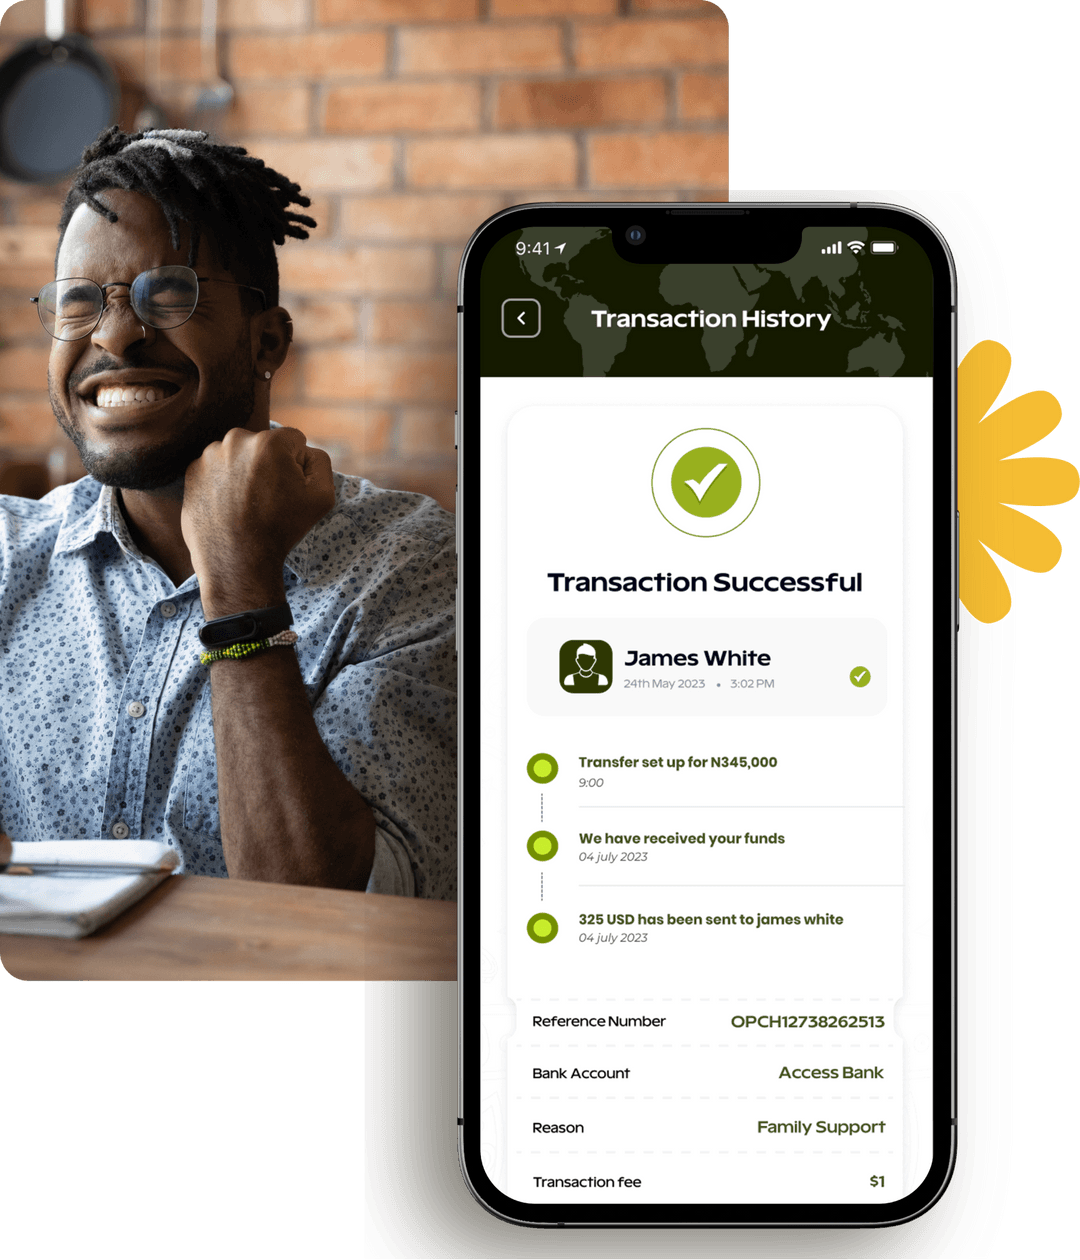 9:41
Transaction History
Transaction Successful
James White
24th May 2023 • 3:02 PM
Transfer set up for N345,000
9:00
We have received your funds
04 july 2023
325 USD has been sent to james white
04 july 2023
Reference Number OPCH12738262513
Bank Account Access Bank
Reason Family Support
Transaction fee $1